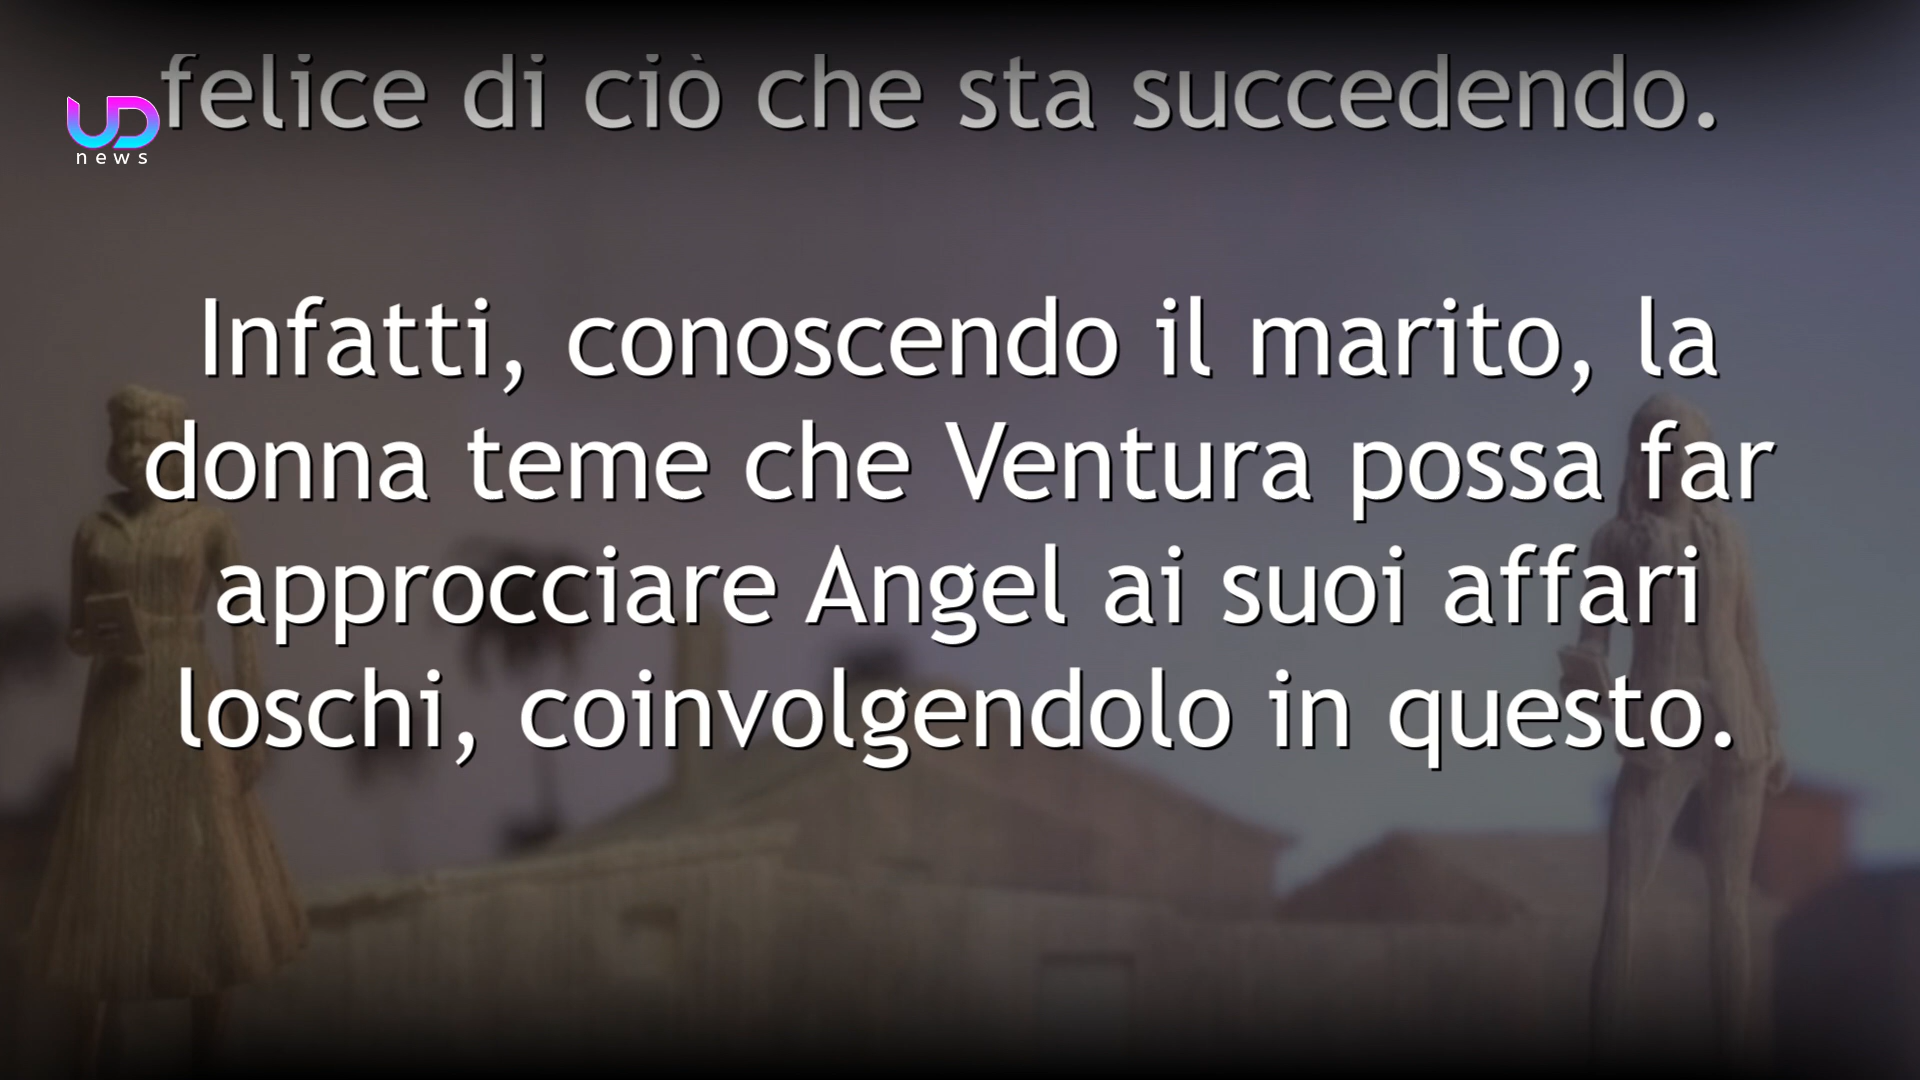 felice di ciò che sta succedendo.
UD
news
Infatti, conoscendo il marito, la
donna teme che Ventura possa far
approcciare Angel ai suoi affari
loschi, coinvolgendolo in questo.